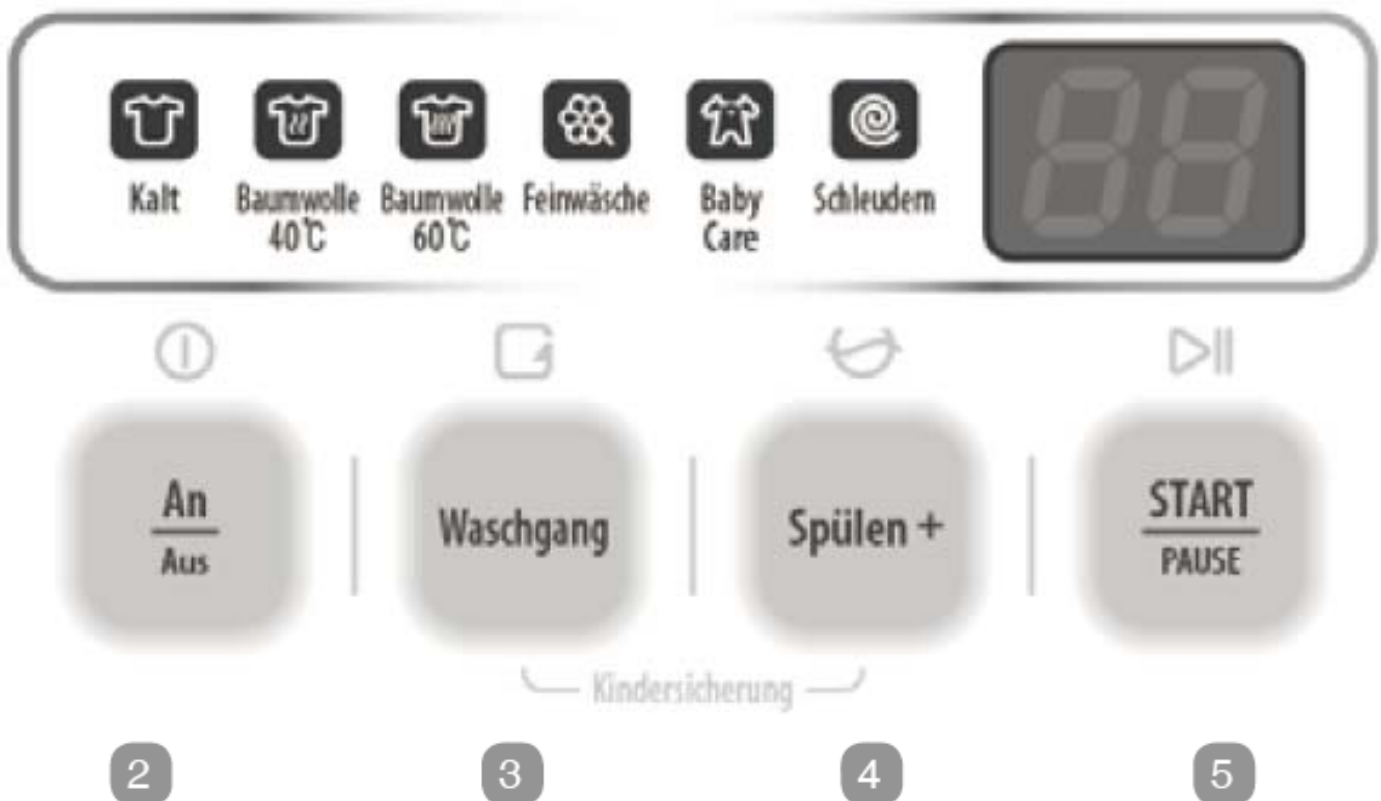 Kalt
Baumwolle
40℃
Baumwolle
60℃
Feinwäsche
Baby
Care
Schleudern
88
An
Aus
Waschgang
Spülen +
START
PAUSE
Kindersicherung
2
3
4
5